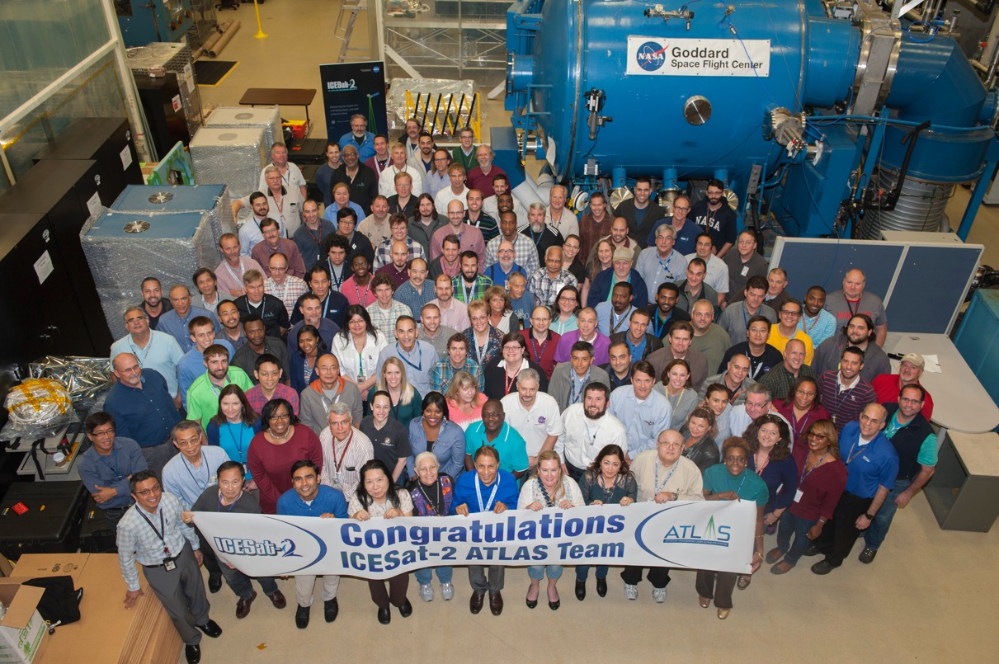 NASA
Goddard
Space Flight Center
ICESat-2
NASA
ICESat-2
Congratulations
ICESat-2 ATLAS Team
ATLAS